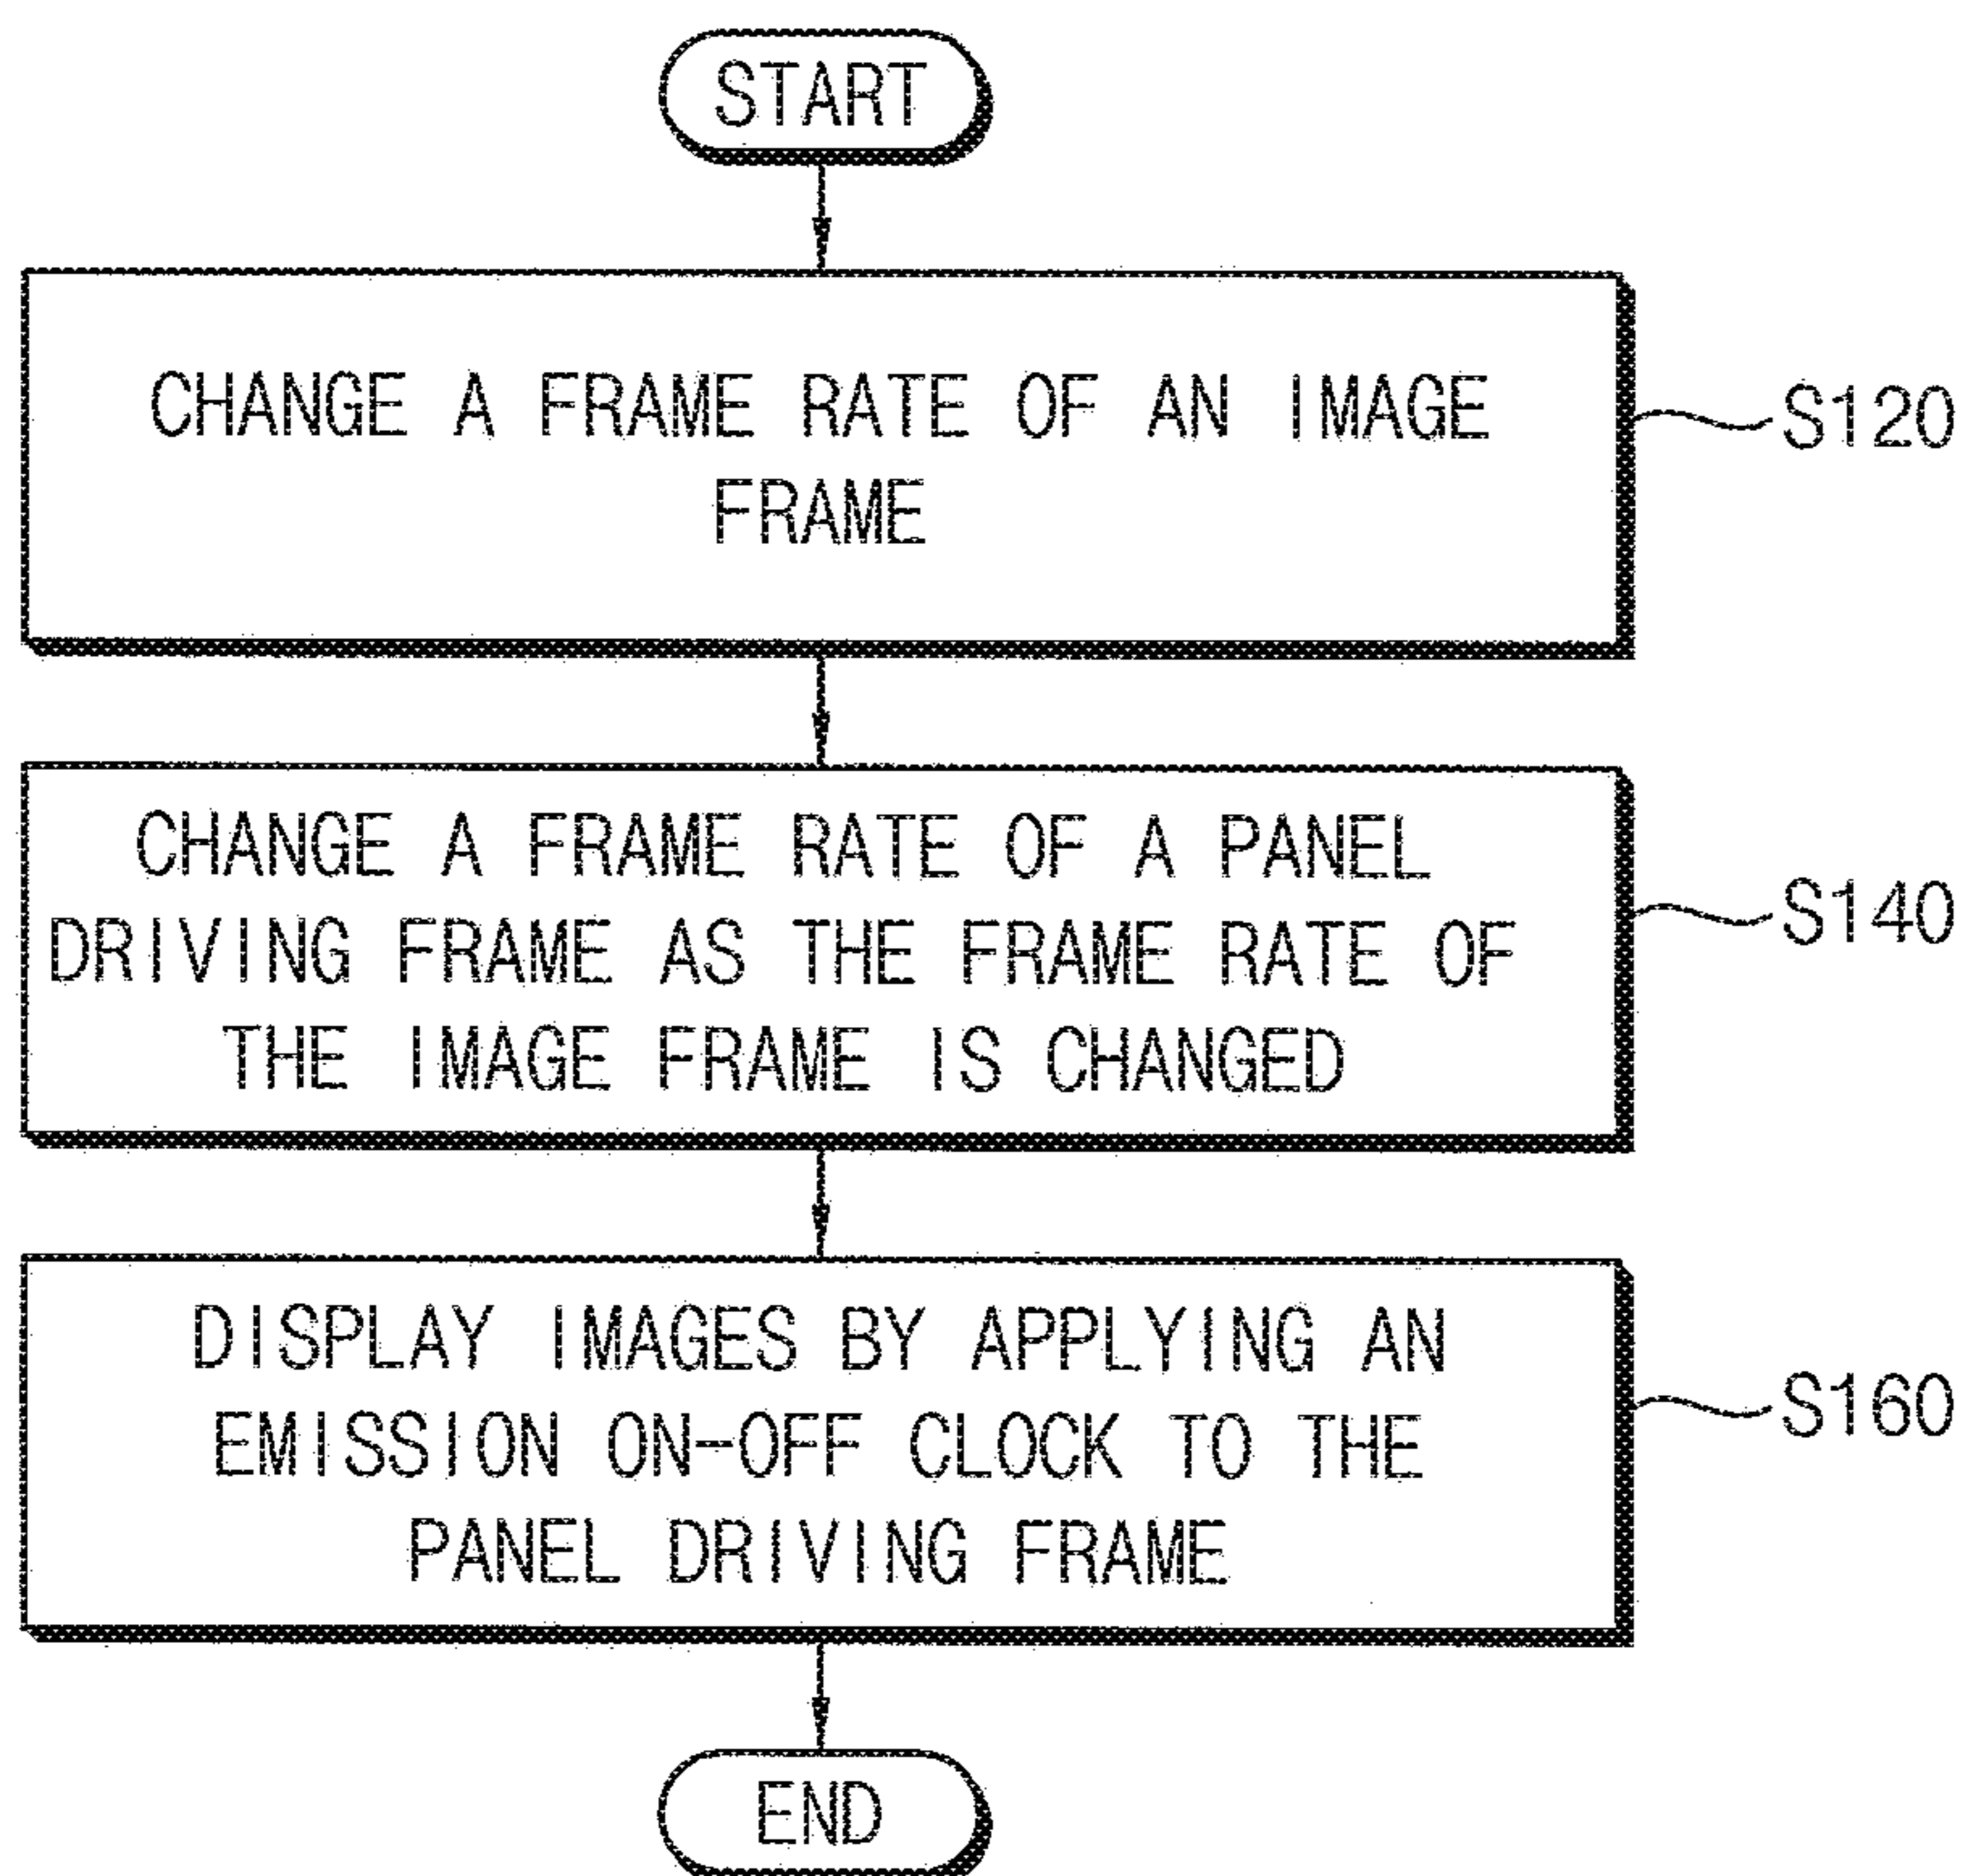 START
CHANGE A FRAME RATE OF AN IMAGE
FRAME
S120
CHANGE A FRAME RATE OF A PANEL
DRIVING FRAME AS THE FRAME RATE OF
THE IMAGE FRAME IS CHANGED
S140
DISPLAY IMAGES BY APPLYING AN
EMISSION ON-OFF CLOCK TO THE
PANEL DRIVING FRAME
S160
END